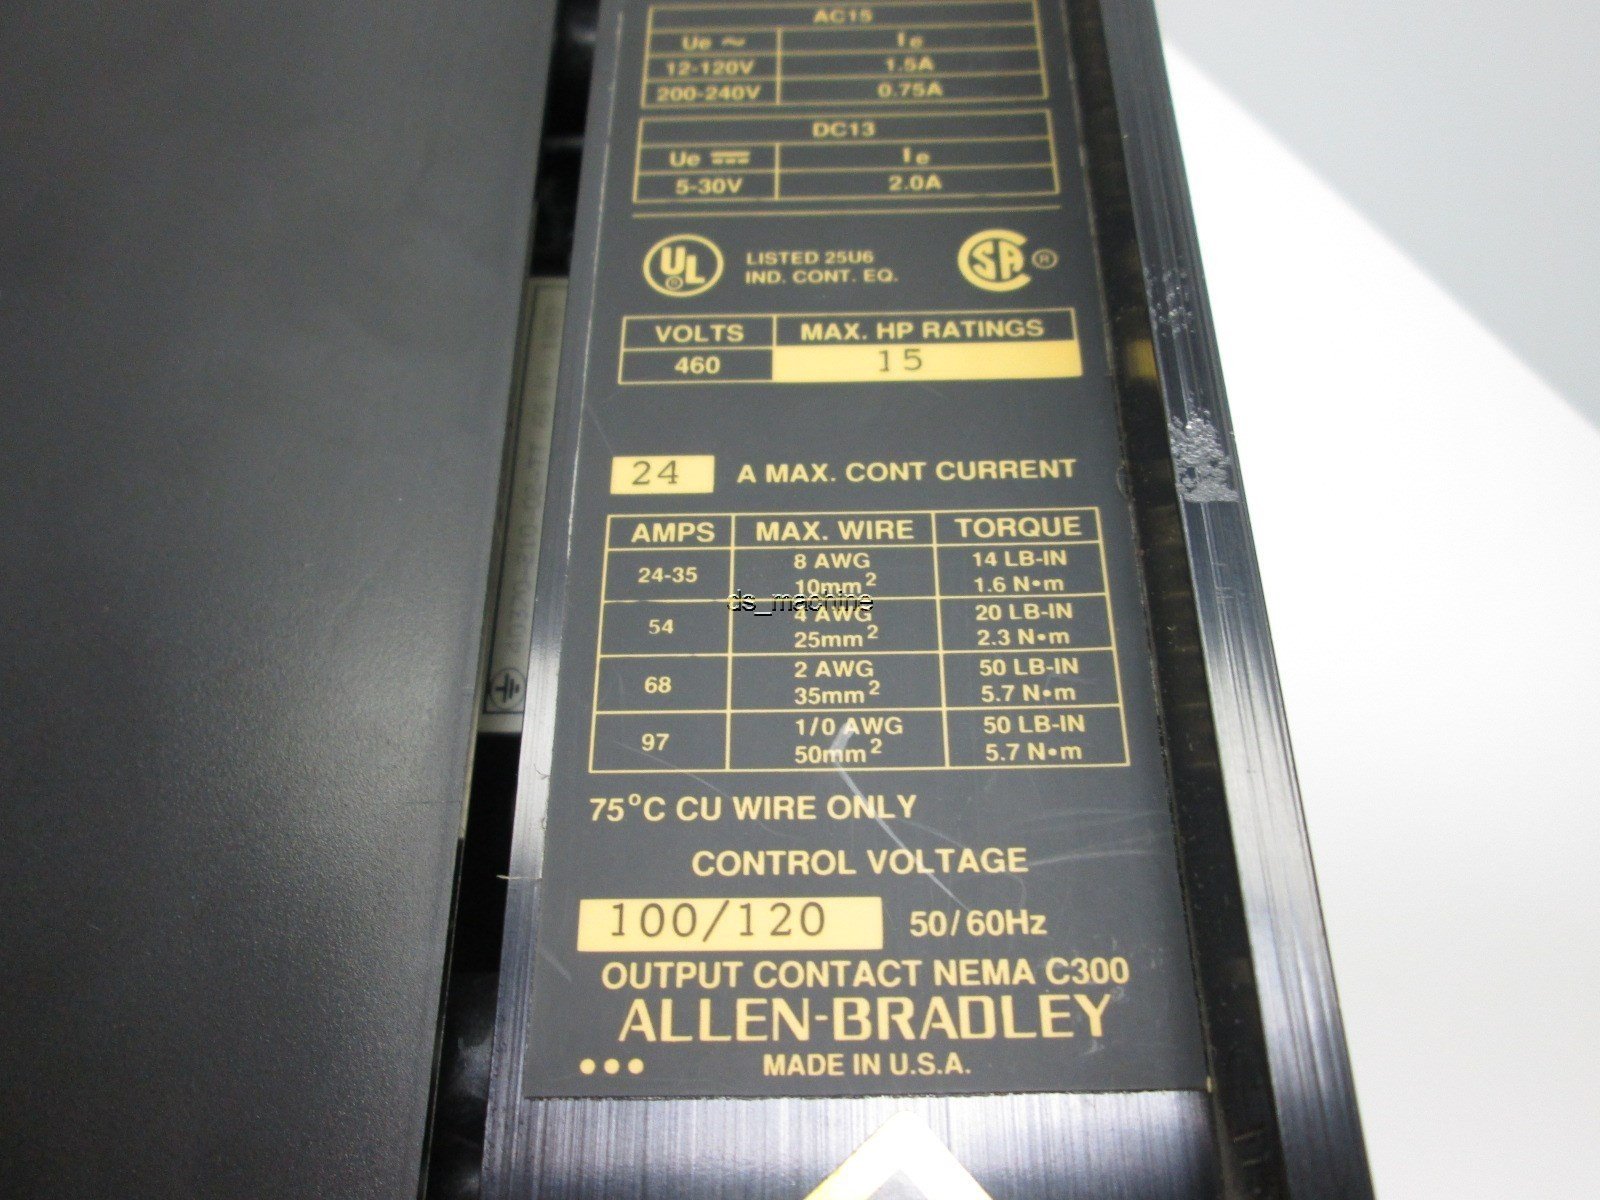 AC15
Ue ~ Ie
12-120V 1.5A
200-240V 0.75A
DC13
Ue Ie
5-30V 2.0A
UL ® LISTED 25U6
IND. CONT. EQ.
SA ®
VOLTS MAX. HP RATINGS
460 15
24 A MAX. CONT CURRENT
AMPS MAX. WIRE TORQUE
24-35 8 AWG 14 LB-IN
10mm² 1.6 N•m
ds_machine
54 4 AWG 20 LB-IN
25mm² 2.3 N•m
68 2 AWG 50 LB-IN
35mm² 5.7 N•m
97 1/0 AWG 50 LB-IN
50mm² 5.7 N•m
75°C CU WIRE ONLY
CONTROL VOLTAGE
100/120 50/60Hz
OUTPUT CONTACT NEMA C300
ALLEN-BRADLEY
MADE IN U.S.A.